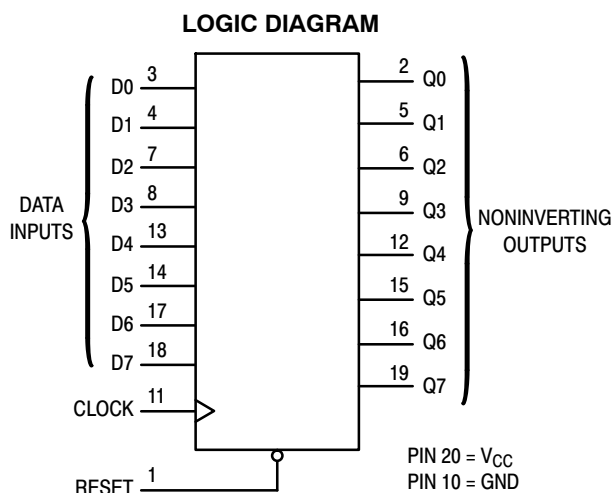 LOGIC DIAGRAM
D0 3
D1 4
D2 7
D3 8
D4 13
D5 14
D6 17
D7 18
DATA
INPUTS
CLOCK 11
RESET 1
2 Q0
5 Q1
6 Q2
9 Q3
12 Q4
15 Q5
16 Q6
19 Q7
NONINVERTING
OUTPUTS
PIN 20 = VCC
PIN 10 = GND